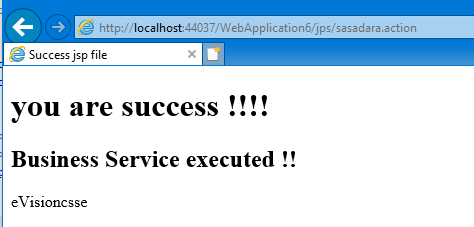 http://localhost:44037/WebApplication6/jps/sasadara.action
Success jsp file
you are success !!!!
Business Service executed !!
eVisioncsse